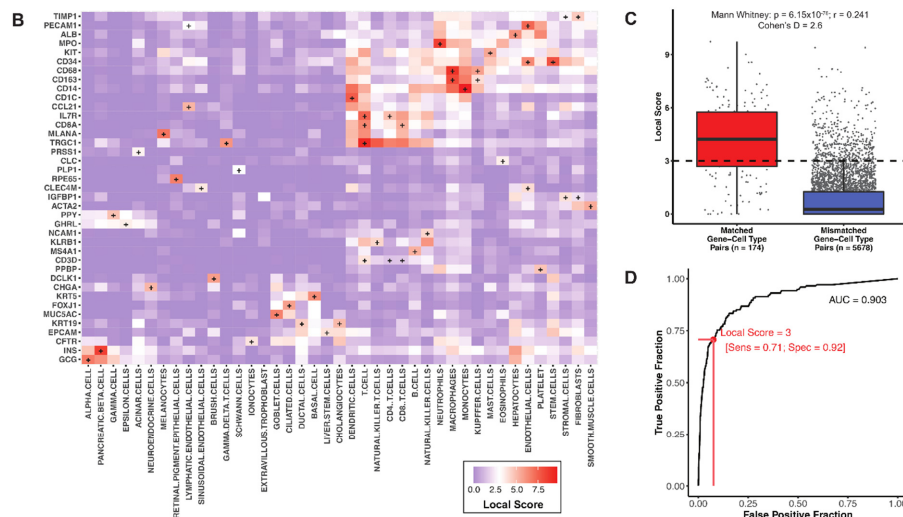 B
TIMP1
PECAM1
ALB
MPO
KIT
CD34
CD68
CD163
CD14
CD1C
CCL21
IL7R
CD8A
MLANA
TRGC1
PRSS1
CLC
PLP1
RPE65
CLEC4M
IGFBP1
ACTA2
PPY
GHRL
NCAM1
KLRB1
MS4A1
CD3D
PPBP
DCLK1
CHGA
KRT5
FOXJ1
MUC5AC
KRT19
EPCAM
CFTR
INS
GCG
ALPHA.CELL
PANCREATIC.BETA.CELL
GAMMA.CELL
EPSILON.CELLS
ACINAR.CELLS
NEUROENDOCRINE.CELLS
MELANOCYTES
RETINAL.PIGMENT.EPITHELIAL.CELLS
LYMPHATIC.ENDOTHELIAL.CELLS
SINUSOIDAL.ENDOTHELIAL.CELLS
BRUSH.CELLS
GAMMA.DELTA.T.CELLS
SCHWANN.CELLS
IONOCYTES
EXTRAVILLOUS.TROPHOBLAST
GOBLET.CELLS
CILIATED.CELLS
DUCTAL.CELLS
BASAL.CELL
LIVER.STEM.CELLS
CHOLANGIOCYTES
DENDRITIC.CELLS
T.CELL
NATURAL.KILLER.T.CELLS
CD4.T.CELLS
CD8.T.CELLS
B.CELL
NATURAL.KILLER.CELLS
NEUTROPHILS
MACROPHAGES
MONOCYTES
KUPFFER.CELLS
MAST.CELLS
EOSINOPHILS
HEPATOCYTES
ENDOTHELIAL.CELLS
PLATELET
STEM.CELLS
STROMAL.CELLS
FIBROBLASTS
SMOOTH.MUSCLE.CELLS
0.0 2.5 5.0 7.5
Local Score
C
Mann Whitney: p = 6.15x10⁻⁷¹; r = 0.241
Cohen's D = 2.6
Local Score
9
6
3
0
Matched
Gene−Cell Type
Pairs (n = 174)
Mismatched
Gene−Cell Type
Pairs (n = 5678)
D
True Positive Fraction
1.00
0.75
0.50
0.25
0.00
AUC = 0.903
Local Score = 3
[Sens = 0.71; Spec = 0.92]
0.00 0.25 0.50 0.75 1.00
False Positive Fraction